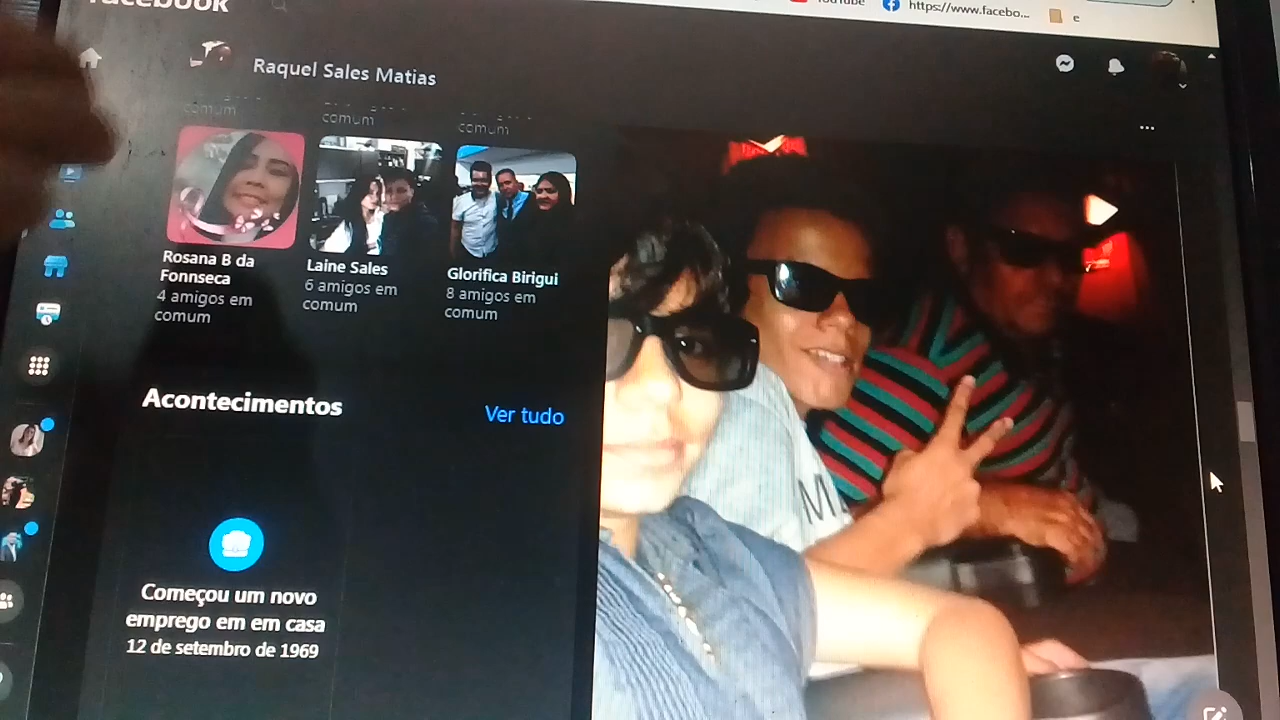 facebook
YouTube
https://www.facebo...
e
Raquel Sales Matias
comum
comum
comum
Rosana B da
Fonnseca
4 amigos em
comum
Laine Sales
6 amigos em
comum
Glorifica Birigui
8 amigos em
comum
Acontecimentos
Ver tudo
Começou um novo
emprego em em casa
12 de setembro de 1969